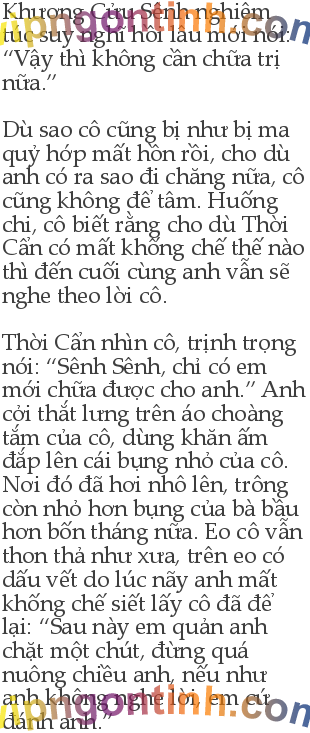 Khương Cửu Sênh nghiêm
túc suy nghĩ hồi lâu mới nói:
“Vậy thì không cần chữa trị
nữa.”
Dù sao cô cũng bị như bị ma
quỷ hớp mất hồn rồi, cho dù
anh có ra sao đi chăng nữa, cô
cũng không để tâm. Huống
chi, cô biết rằng cho dù Thời
Cẩn có mất khống chế thế nào
thì đến cuối cùng anh vẫn sẽ
nghe theo lời cô.
Thời Cẩn nhìn cô, trịnh trọng
nói: “Sênh Sênh, chỉ có em
mới chữa được cho anh.” Anh
cởi thắt lưng trên áo choàng
tắm của cô, dùng khăn ấm
đắp lên cái bụng nhỏ của cô.
Nơi đó đã hơi nhô lên, trông
còn nhỏ hơn bụng của bà bầu
hơn bốn tháng nữa. Eo cô vẫn
thon thả như xưa, trên eo có
dấu vết do lúc nãy anh mất
khống chế siết lấy cô đã để
lại: “Sau này em quản anh
chặt một chút, đừng quá
nuông chiều anh, nếu như
anh không nghe lời, em cứ
đánh anh.”
vipngontinh.com
vipngontinh.com